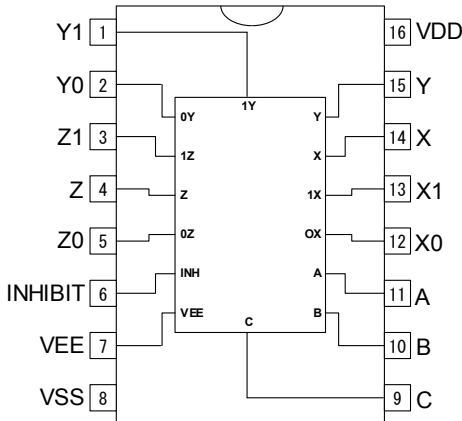 Y1 1 16 VDD
Y0 2 15 Y
1Y
0Y Y
Z1 3 14 X
1Z X
Z 4 13 X1
Z 1X
Z0 5 12 X0
0Z OX
INH A
INHIBIT 6 11 A
VEE B
C
VEE 7 10 B
VSS 8 9 C